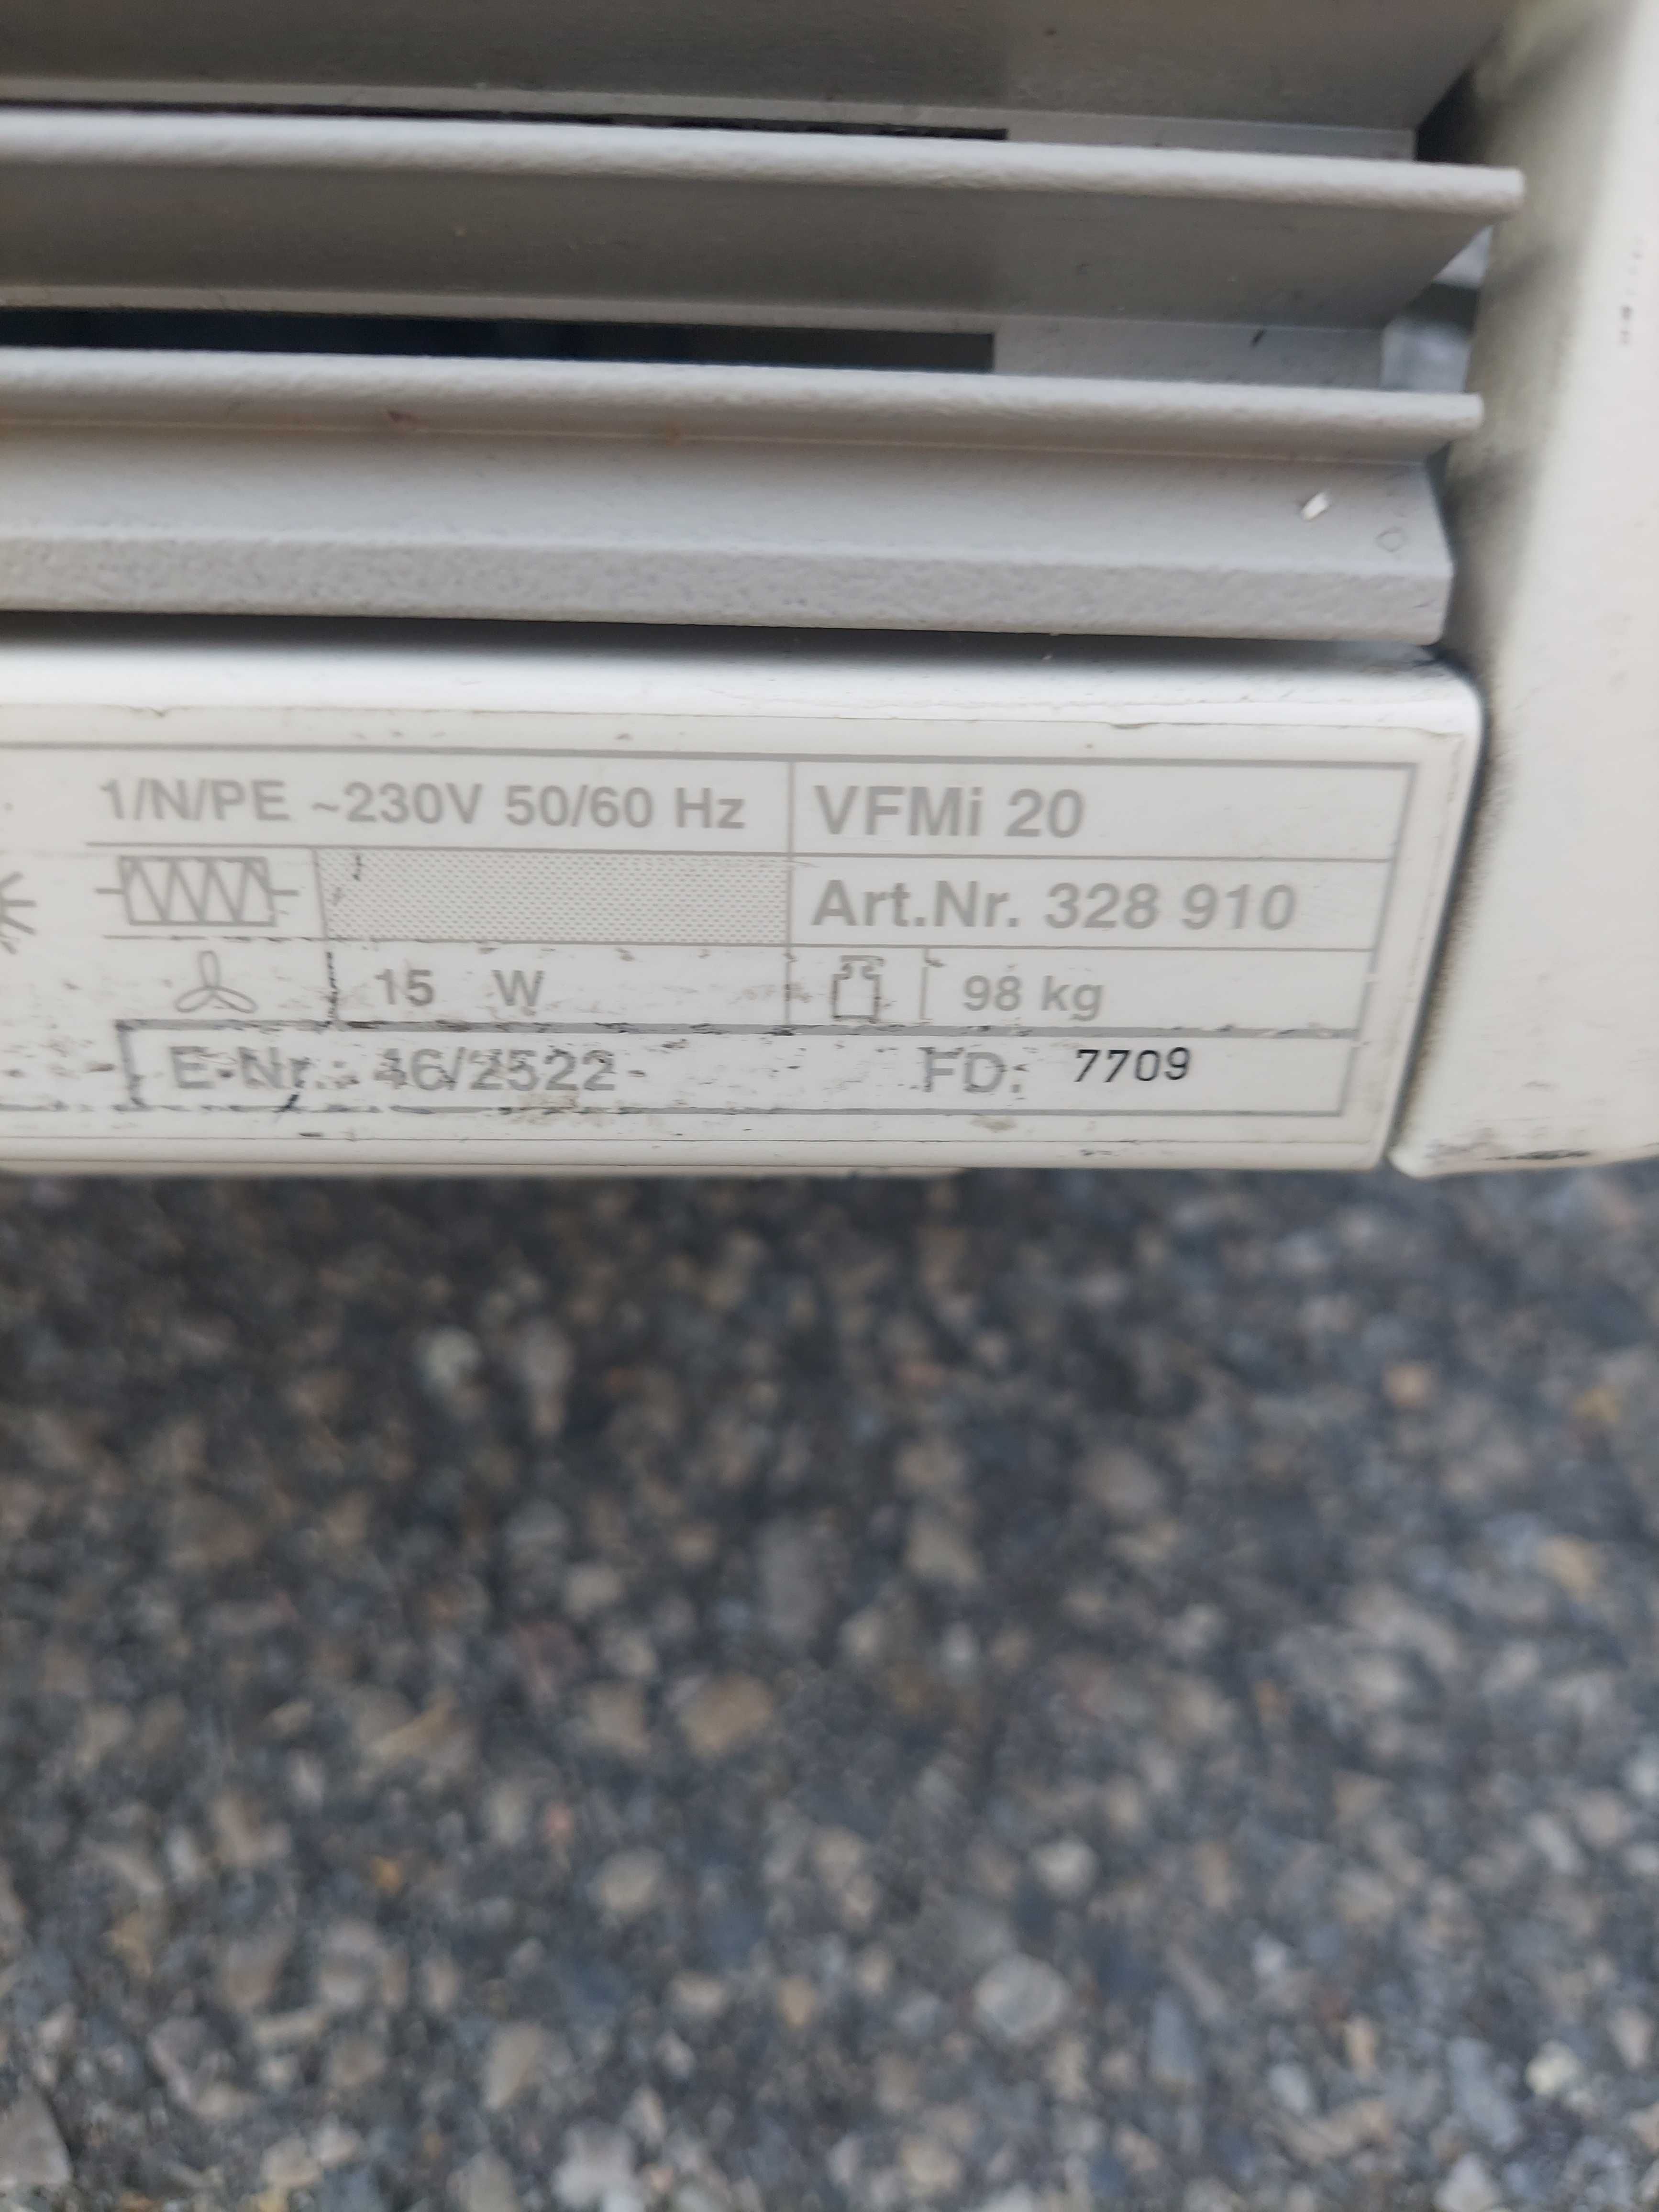 1/N/PE ~230V 50/60 Hz
VFMi 20
Art.Nr. 328 910
15 W
98 kg
E-Nr.: 46/2522
FD: 7709